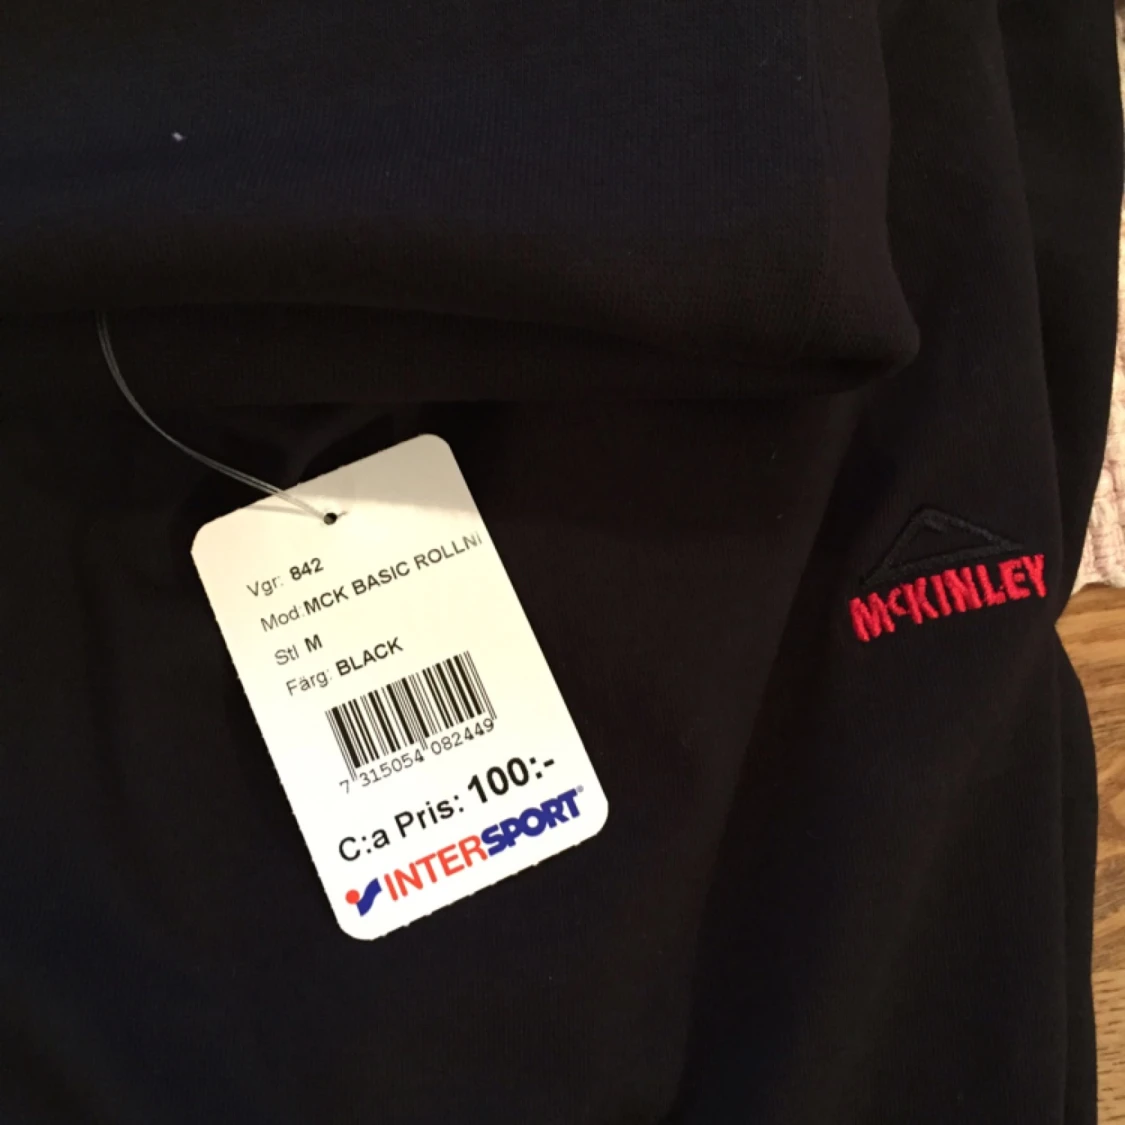 Vgr: 842
Mod:MCK BASIC ROLLNI
Stl M
Färg: BLACK
7 315054 082449
C:a Pris: 100:-
INTERSPORT®
McKINLEY